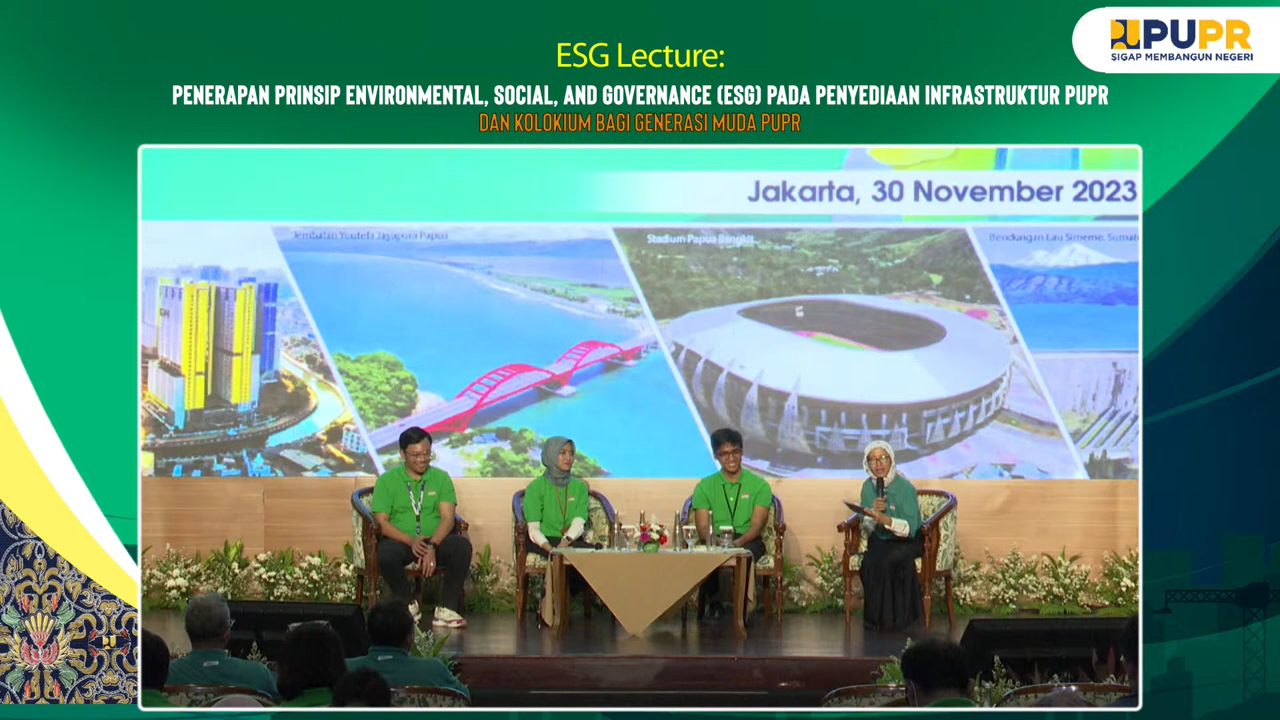 ESG Lecture:
PENERAPAN PRINSIP ENVIRONMENTAL, SOCIAL, AND GOVERNANCE (ESG) PADA PENYEDIAAN INFRASTRUKTUR PUPR
DAN KOLOKIUM BAGI GENERASI MUDA PUPR
PUPR
SIGAP MEMBANGUN NEGERI
Jakarta, 30 November 2023
Jembatan Youtefa Jayapura Papua
Stadium Papua Bangkit
Bendungan Lau Simeme,